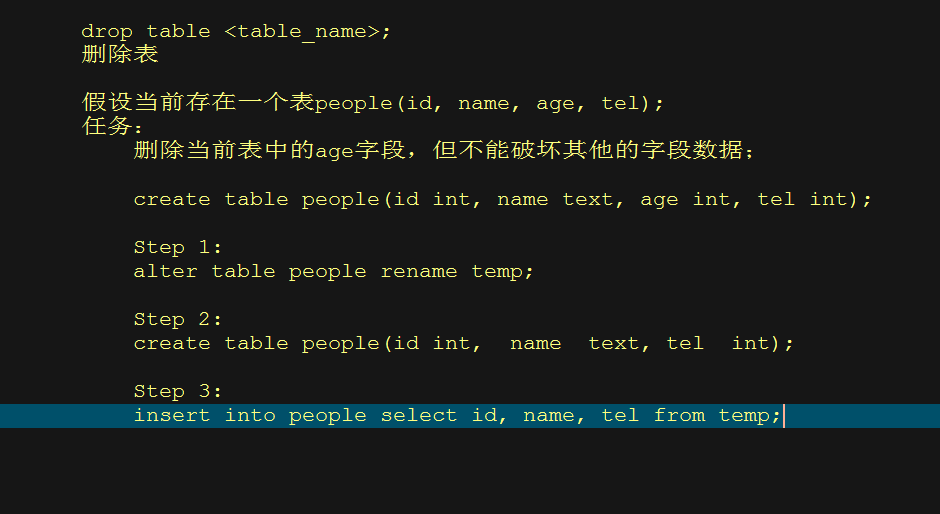 drop table <table_name>;
删除表
假设当前存在一个表people(id, name, age, tel);
任务：
删除当前表中的age字段，但不能破坏其他的字段数据；
create table people(id int, name text, age int, tel int);
Step 1:
alter table people rename temp;
Step 2:
create table people(id int,  name  text, tel  int);
Step 3:
insert into people select id, name, tel from temp;